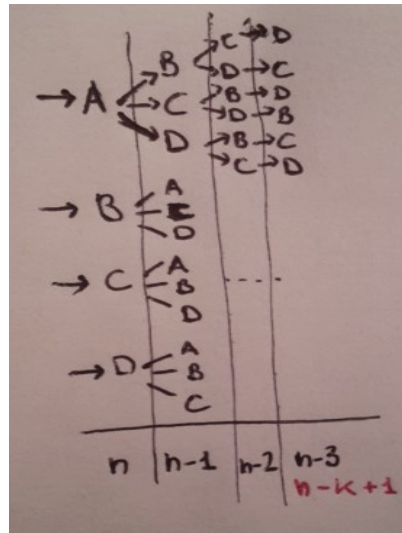 C → D
B D → C
→ A C B → D
D → B
D B → C
C → D
A
→ B C
D
A
→ C B
D
A
→ D B
C
n n-1 n-2 n-3
n-k+1